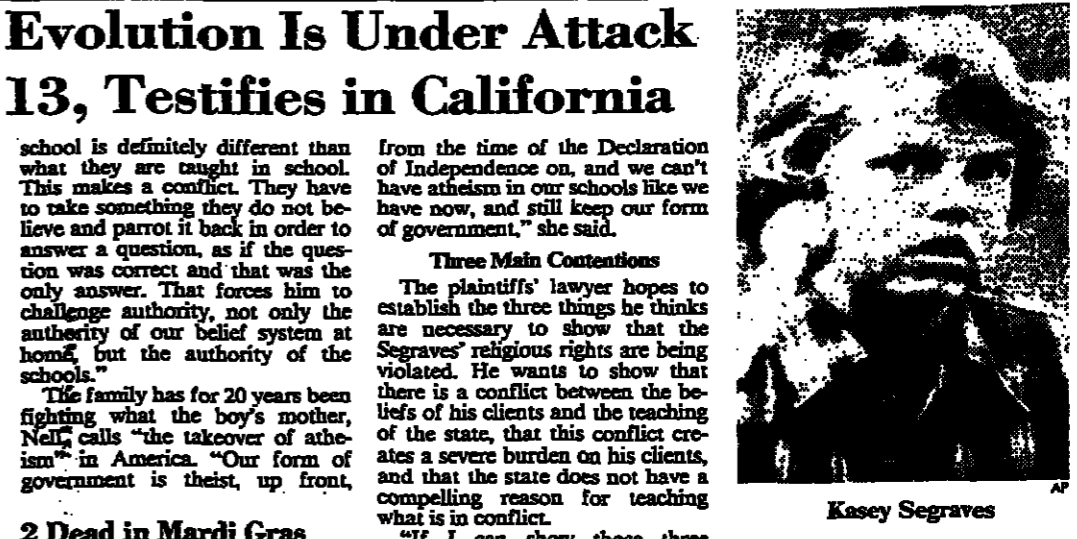 Evolution Is Under Attack
13, Testifies in California
school is definitely different than
what they are taught in school.
This makes a conflict. They have
to take something they do not be-
lieve and parrot it back in order to
answer a question, as if the ques-
tion was correct and that was the
only answer. That forces him to
challenge authority, not only the
authority of our belief system at
home, but the authority of the
schools."
The family has for 20 years been
fighting what the boy's mother,
Nell, calls "the takeover of athe-
ism" in America. "Our form of
government is theist, up front,
2 Dead in Mardi Gras
from the time of the Declaration
of Independence on, and we can't
have atheism in our schools like we
have now, and still keep our form
of government," she said.
Three Main Contentions
The plaintiffs' lawyer hopes to
establish the three things he thinks
are necessary to show that the
Segraves' religious rights are being
violated. He wants to show that
there is a conflict between the be-
liefs of his clients and the teaching
of the state, that this conflict cre-
ates a severe burden on his clients,
and that the state does not have a
compelling reason for teaching
what is in conflict.
"If I can show those three
AP
Kasey Segraves